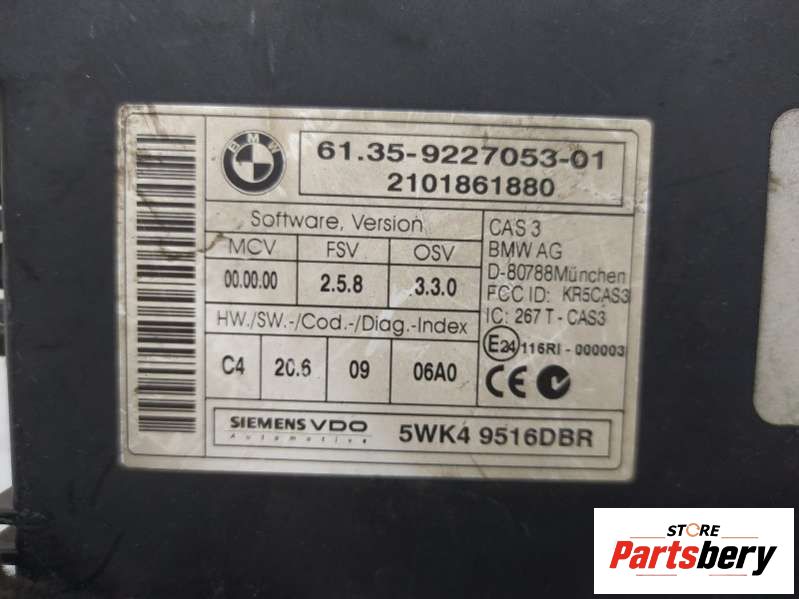 BMW
61.35-9227053-01
2101861880
Software, Version
MCV FSV OSV
00.00.00 2.5.8 3.3.0
HW./SW.-/Cod.-/Diag.-Index
C4 20.6 09 06A0
CAS 3
BMW AG
D-80788München
FCC ID: KR5CAS3
IC: 267 T - CAS3
E24 116RI - 000003
CE
SIEMENS VDO
Automotive
5WK4 9516DBR
STORE
Partsbery